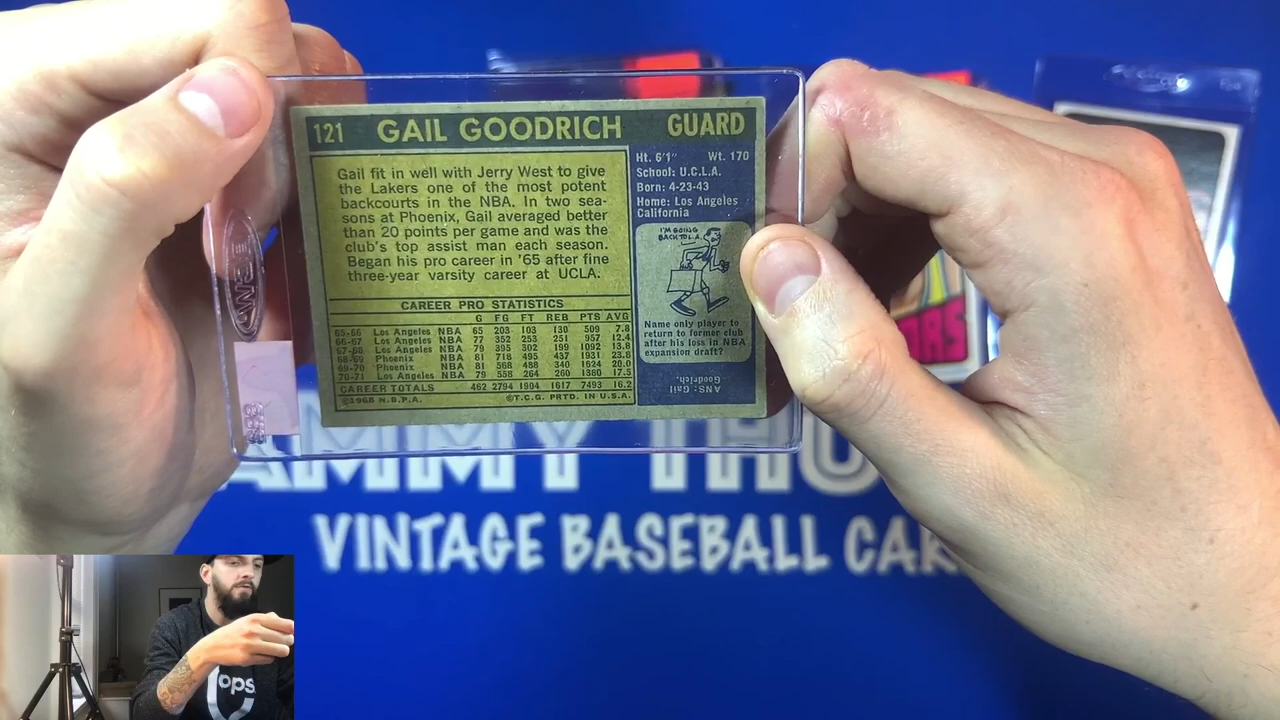 121 GAIL GOODRICH GUARD
Gail fit in well with Jerry West to give
the Lakers one of the most potent
backcourts in the NBA. In two sea-
sons at Phoenix, Gail averaged better
than 20 points per game and was the
club's top assist man each season.
Began his pro career in '65 after fine
three-year varsity career at UCLA.
Ht. 6'1" Wt. 170
School: U.C.L.A.
Born: 4-23-43
Home: Los Angeles
California
I'M GOING
BACK TO L.A.
Name only player to
return to former club
after his loss in NBA
expansion draft?
ANS: Gail
Goodrich.
CAREER PRO STATISTICS
G FG FT REB PTS AVG
65-66 Los Angeles NBA 65 203 103 130 509 7.8
66-67 Los Angeles NBA 77 352 253 251 957 12.4
67-68 Los Angeles NBA 79 395 302 199 1092 13.8
68-69 Phoenix NBA 81 718 495 437 1931 23.8
69-70 Phoenix NBA 81 568 488 340 1624 20.0
70-71 Los Angeles NBA 79 558 264 260 1380 17.5
CAREER TOTALS 462 2794 1904 1617 7493 16.2
©1968 N.B.P.A. ©T.C.G. PRTD. IN U.S.A.
AMMY THO
VINTAGE BASEBALL CAR
ops.